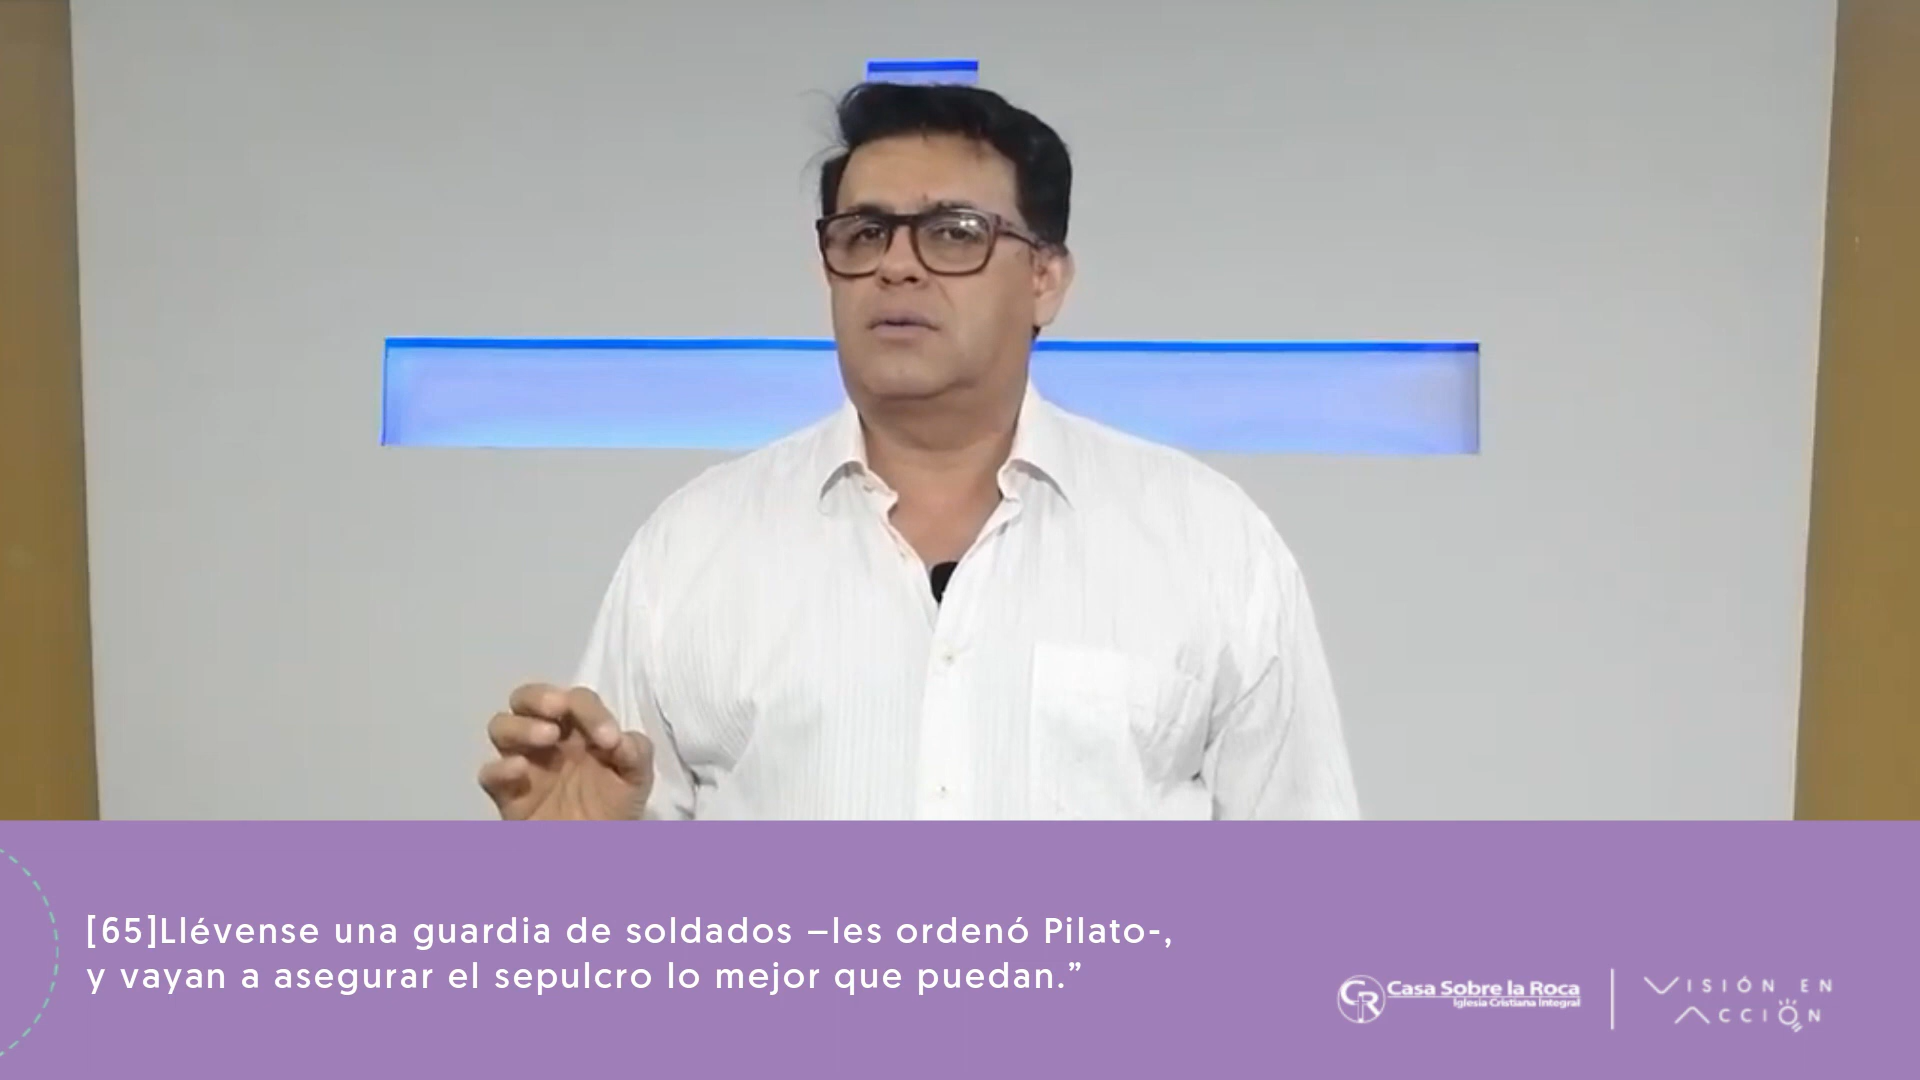 [65]Llévense una guardia de soldados –les ordenó Pilato-,
y vayan a asegurar el sepulcro lo mejor que puedan.”
CR
Casa Sobre la Roca
Iglesia Cristiana Integral
VISIÓN EN
ACCIÓN